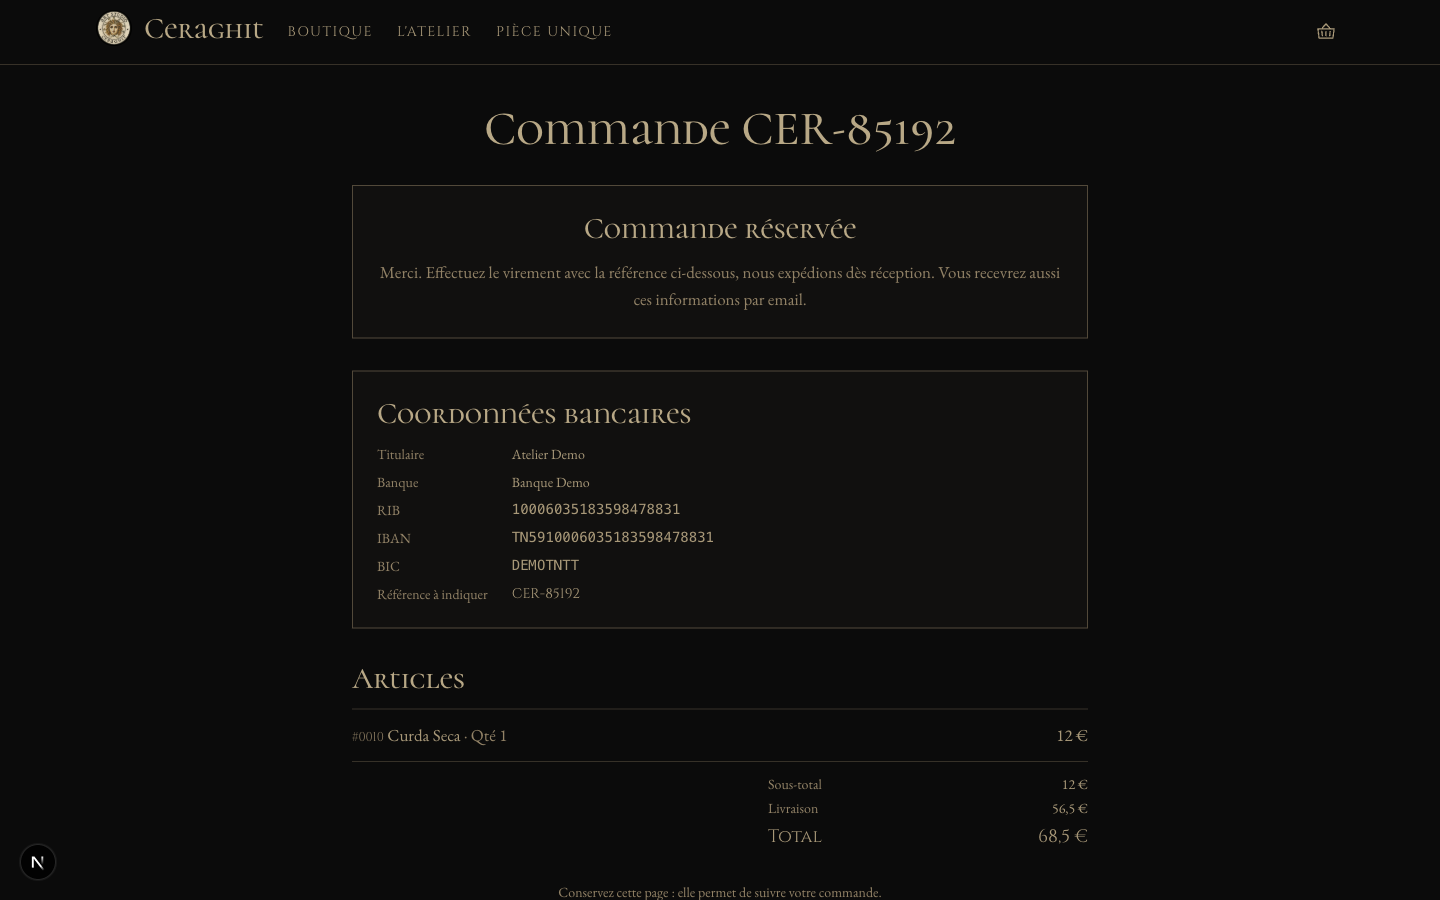 Ceraghit BOUTIQUE L'ATELIER PIÈCE UNIQUE
Commande CER-85192
Commande réservée
Merci. Effectuez le virement avec la référence ci-dessous, nous expédions dès réception. Vous recevrez aussi
ces informations par email.
Coordonnées bancaires
Titulaire Atelier Demo
Banque Banque Demo
RIB 10006035183598478831
IBAN TN5910006035183598478831
BIC DEMOTNTT
Référence à indiquer CER-85192
Articles
#0010 Curda Seca · Qté 1 12 €
Sous-total 12 €
Livraison 56,5 €
Total 68,5 €
N
Conservez cette page : elle permet de suivre votre commande.